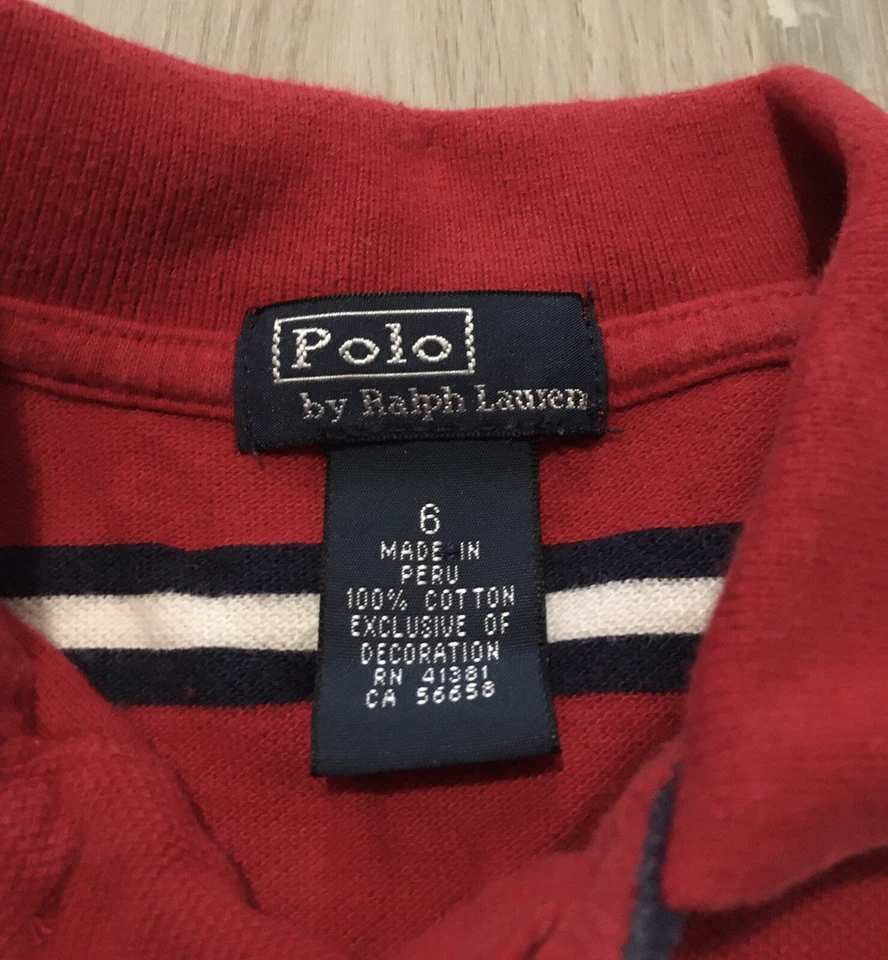 Polo
by Ralph Lauren
6
MADE IN
PERU
100% COTTON
EXCLUSIVE OF
DECORATION
RN 41381
CA 56658